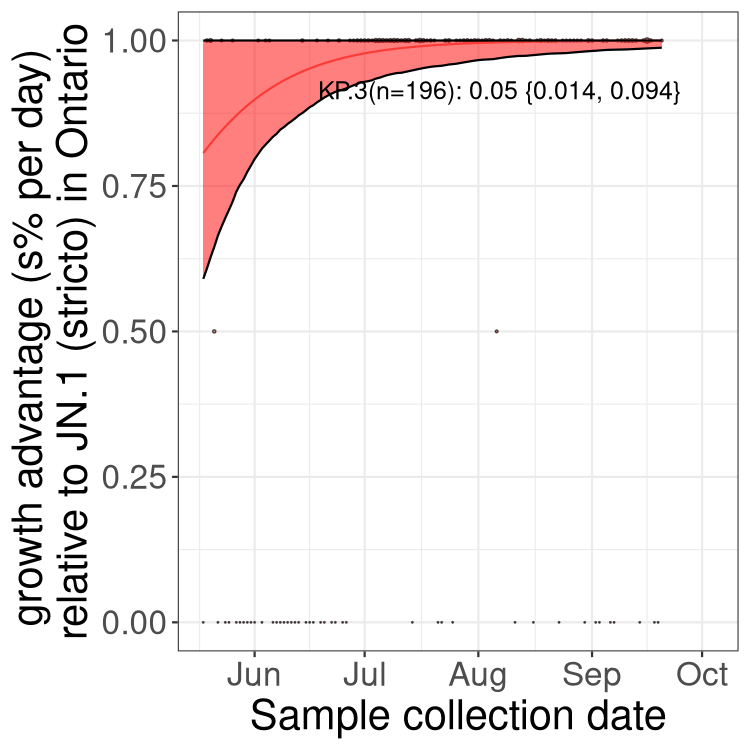 growth advantage (s% per day)
relative to JN.1 (stricto) in Ontario
1.00
0.75
0.50
0.25
0.00
KP.3(n=196): 0.05 {0.014, 0.094}
Jun Jul Aug Sep Oct
Sample collection date